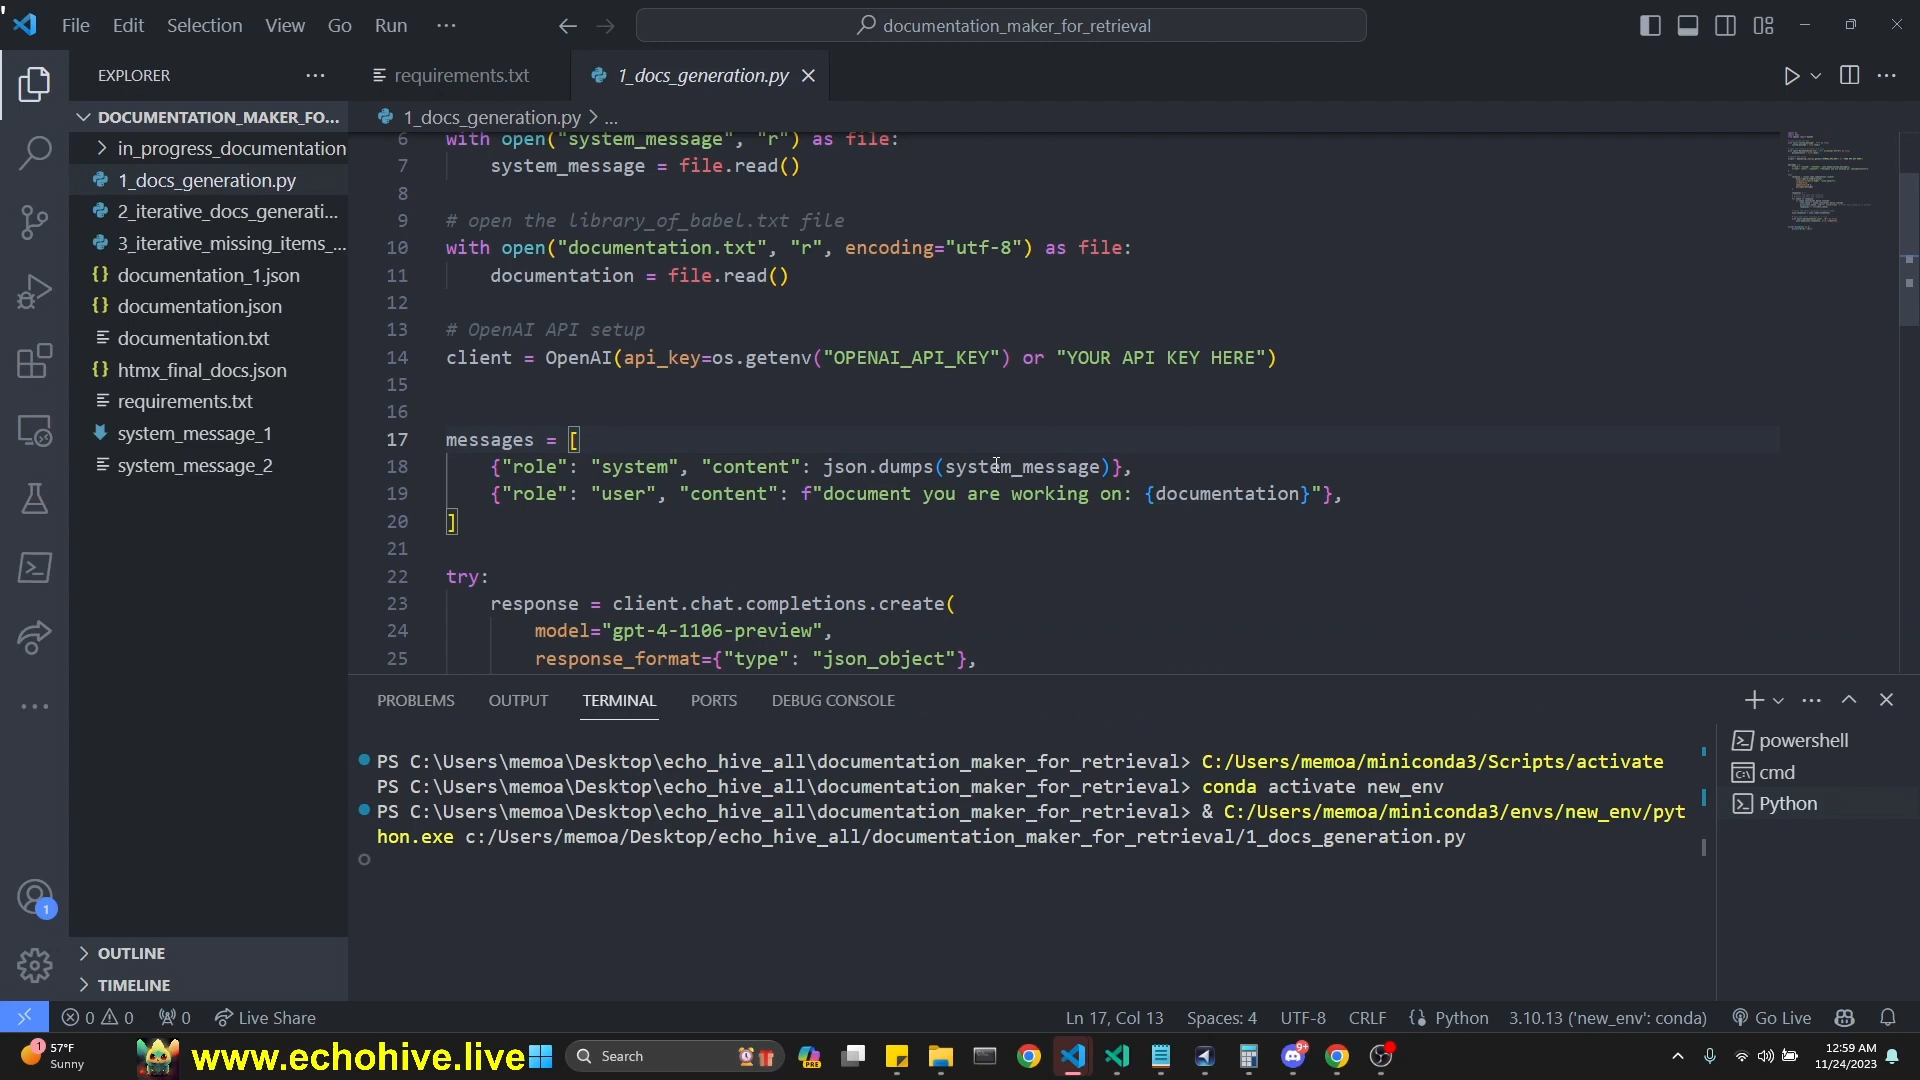 File Edit Selection View Go Run ···
documentation_maker_for_retrieval
EXPLORER
DOCUMENTATION_MAKER_FO...
in_progress_documentation
1_docs_generation.py
2_iterative_docs_generati...
3_iterative_missing_items_...
documentation_1.json
documentation.json
documentation.txt
htmx_final_docs.json
requirements.txt
system_message_1
system_message_2
OUTLINE
TIMELINE
requirements.txt 1_docs_generation.py
1_docs_generation.py > ...
6 with open("system_message", "r") as file:
7 system_message = file.read()
8
9 # open the library_of_babel.txt file
10 with open("documentation.txt", "r", encoding="utf-8") as file:
11 documentation = file.read()
12
13 # OpenAI API setup
14 client = OpenAI(api_key=os.getenv("OPENAI_API_KEY") or "YOUR API KEY HERE")
15
16
17 messages = [
18 {"role": "system", "content": json.dumps(system_message)},
19 {"role": "user", "content": f"document you are working on: {documentation}"},
20 ]
21
22 try:
23 response = client.chat.completions.create(
24 model="gpt-4-1106-preview",
25 response_format={"type": "json_object"},
PROBLEMS OUTPUT TERMINAL PORTS DEBUG CONSOLE
PS C:\Users\memoa\Desktop\echo_hive_all\documentation_maker_for_retrieval> C:/Users/memoa/miniconda3/Scripts/activate
PS C:\Users\memoa\Desktop\echo_hive_all\documentation_maker_for_retrieval> conda activate new_env
PS C:\Users\memoa\Desktop\echo_hive_all\documentation_maker_for_retrieval> & C:/Users/memoa/miniconda3/envs/new_env/pyt
hon.exe c:/Users/memoa/Desktop/echo_hive_all/documentation_maker_for_retrieval/1_docs_generation.py
powershell
cmd
Python
1
0 0 0 Live Share Ln 17, Col 13 Spaces: 4 UTF-8 CRLF Python 3.10.13 ('new_env': conda) Go Live
1 57°F
Sunny
www.echohive.live
Search
PRE
9+
12:59 AM
11/24/2023